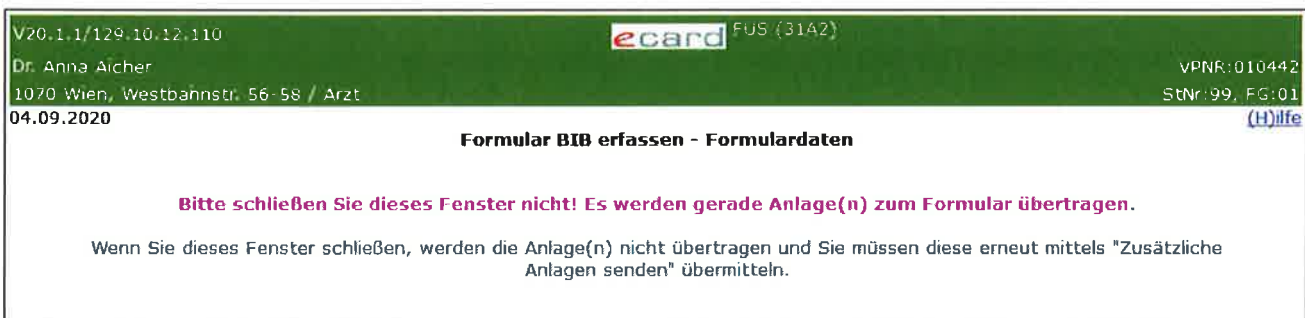 V20.1.1/129.10.12.110
ecard FUS (31A2)
Dr. Anna Aicher
VPNR:010442
1070 Wien, Westbahnstr. 56-58 / Arzt
StNr:99, FG:01
04.09.2020
(H)ilfe
Formular BIB erfassen - Formulardaten
Bitte schließen Sie dieses Fenster nicht! Es werden gerade Anlage(n) zum Formular übertragen.
Wenn Sie dieses Fenster schließen, werden die Anlage(n) nicht übertragen und Sie müssen diese erneut mittels "Zusätzliche
Anlagen senden" übermitteln.